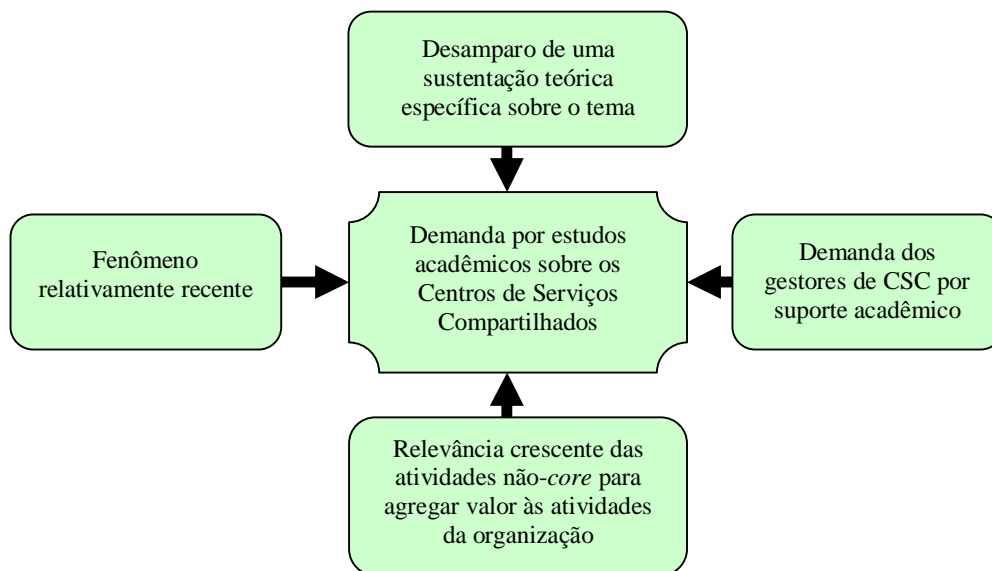 Desamparo de uma
sustentação teórica
específica sobre o tema
Fenômeno
relativamente recente
Demanda por estudos
acadêmicos sobre os
Centros de Serviços
Compartilhados
Demanda dos
gestores de CSC por
suporte acadêmico
Relevância crescente das
atividades não-core para
agregar valor às atividades
da organização